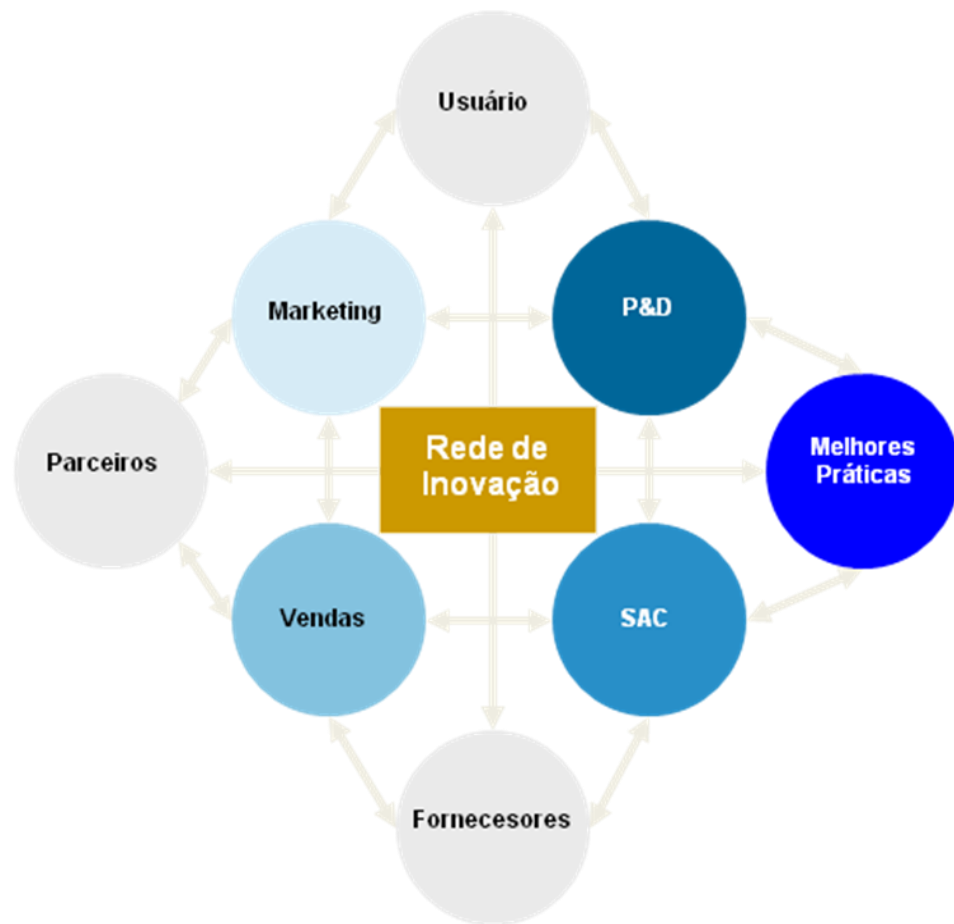 Usuário
Marketing
P&D
Parceiros
Rede de
Inovação
Melhores
Práticas
Vendas
SAC
Fornecesores